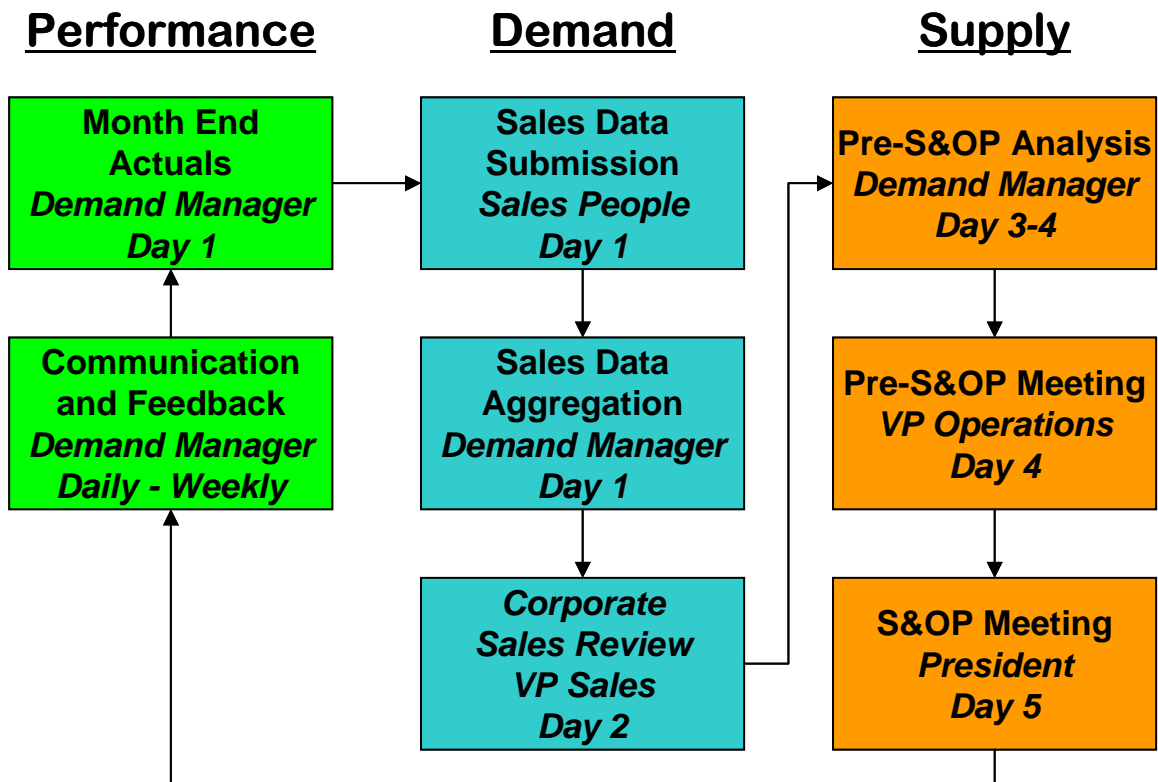 Performance
Demand
Supply
Month End
Actuals
Demand Manager
Day 1
Communication
and Feedback
Demand Manager
Daily - Weekly
Sales Data
Submission
Sales People
Day 1
Sales Data
Aggregation
Demand Manager
Day 1
Corporate
Sales Review
VP Sales
Day 2
Pre-S&OP Analysis
Demand Manager
Day 3-4
Pre-S&OP Meeting
VP Operations
Day 4
S&OP Meeting
President
Day 5